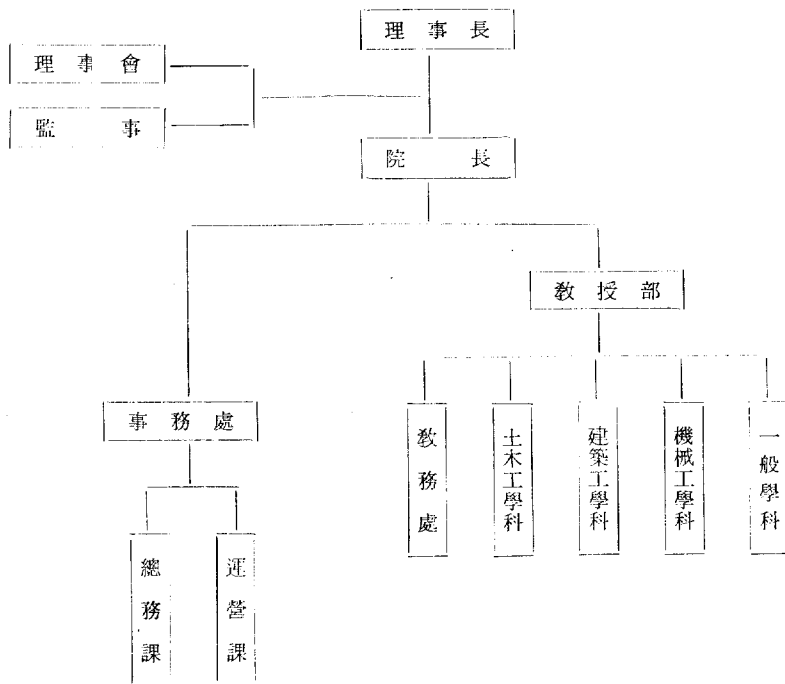 理事長
理事會
監事
院長
敎授部
事務處
敎務處
土木工學科
建築工學科
機械工學科
一般學科
總務課
運營課